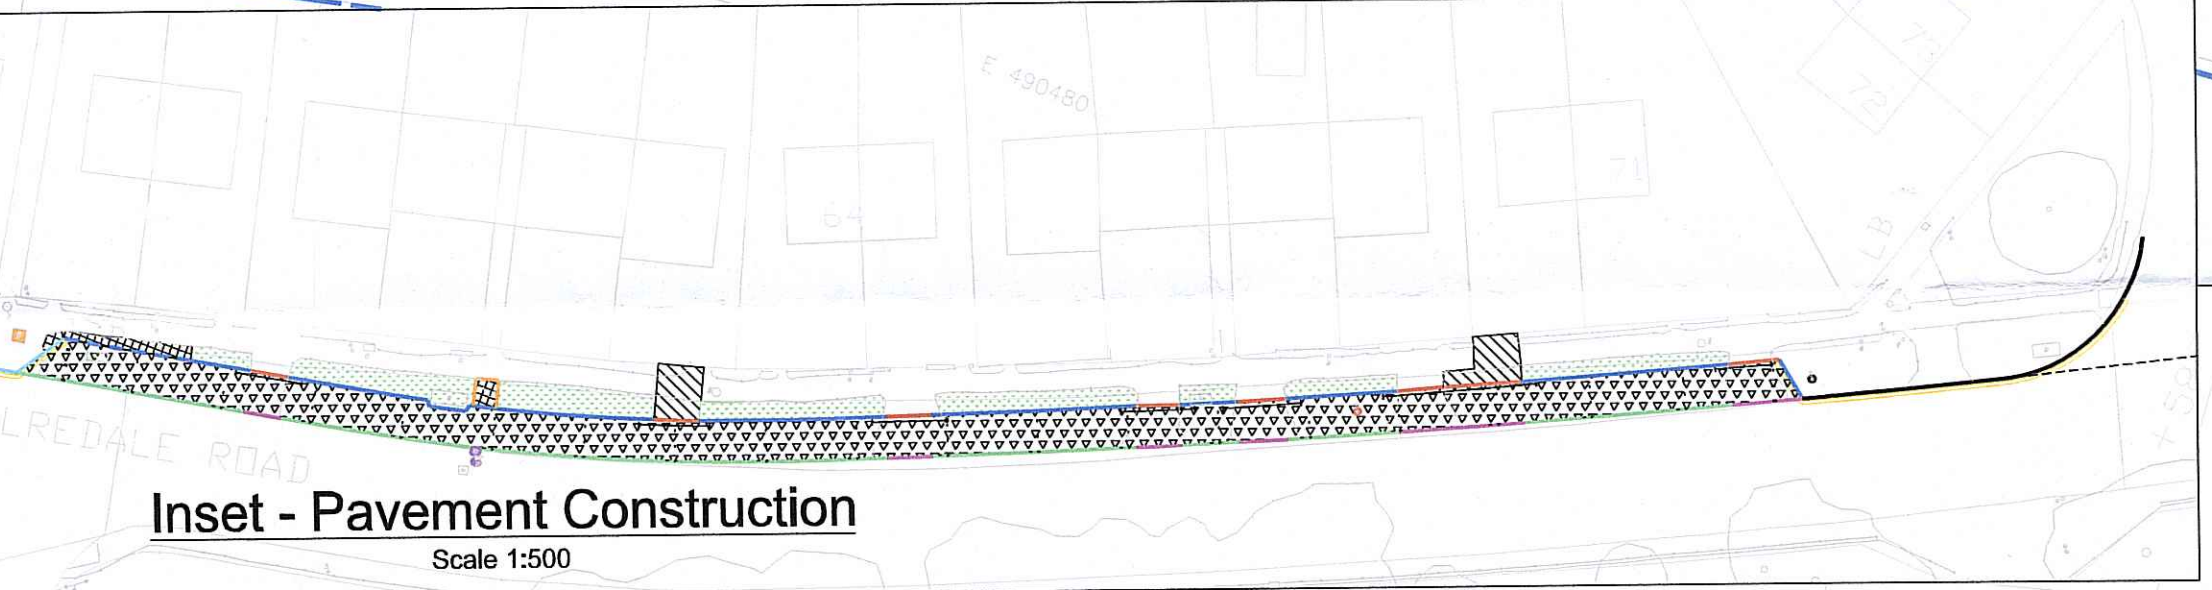 E 490480
73
72
71
64
LB
LREDALE ROAD
Inset - Pavement Construction
Scale 1:500